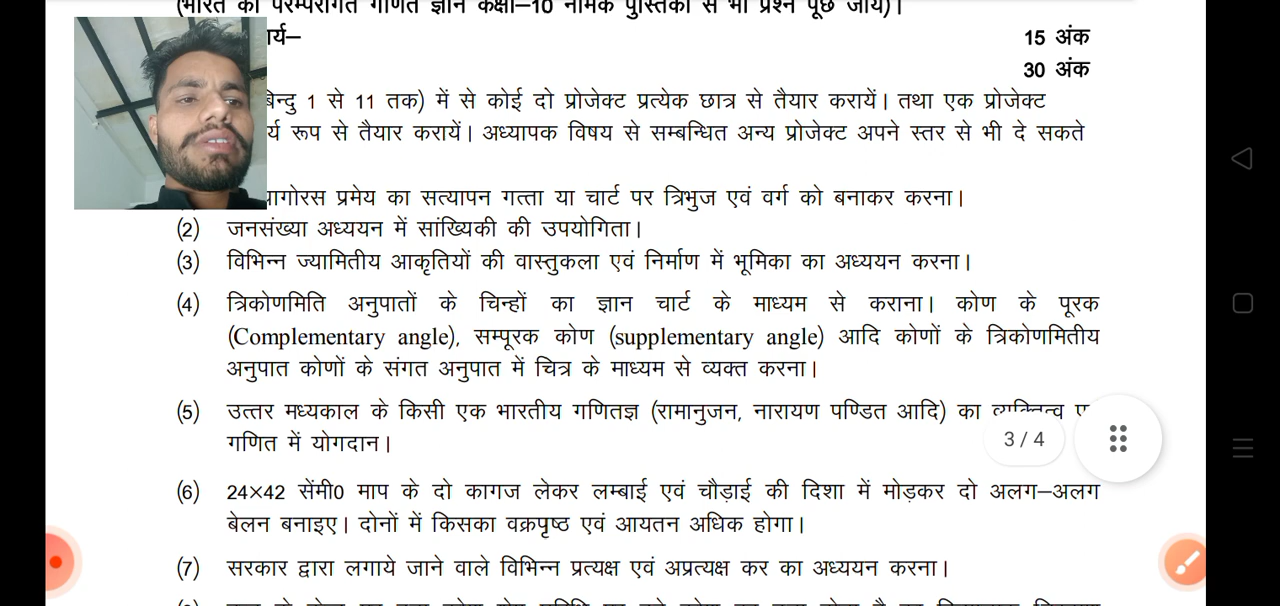 (भारत की परम्परागत गणित ज्ञान कक्षा–10 नामक पुस्तिका से भी प्रश्न पूछे जाये)।
र्य– 15 अंक
30 अंक
बिन्दु 1 से 11 तक) में से कोई दो प्रोजेक्ट प्रत्येक छात्र से तैयार करायें। तथा एक प्रोजेक्ट
र्य रूप से तैयार करायें। अध्यापक विषय से सम्बन्धित अन्य प्रोजेक्ट अपने स्तर से भी दे सकते
थागोरस प्रमेय का सत्यापन गत्ता या चार्ट पर त्रिभुज एवं वर्ग को बनाकर करना।
(2) जनसंख्या अध्ययन में सांख्यिकी की उपयोगिता।
(3) विभिन्न ज्यामितीय आकृतियों की वास्तुकला एवं निर्माण में भूमिका का अध्ययन करना।
(4) त्रिकोणमिति अनुपातों के चिन्हों का ज्ञान चार्ट के माध्यम से कराना। कोण के पूरक
(Complementary angle), सम्पूरक कोण (supplementary angle) आदि कोणों के त्रिकोणमितीय
अनुपात कोणों के संगत अनुपात में चित्र के माध्यम से व्यक्त करना।
(5) उत्तर मध्यकाल के किसी एक भारतीय गणितज्ञ (रामानुजन, नारायण पण्डित आदि) का व्यक्तित्व
गणित में योगदान।
3 / 4
(6) 24×42 सेंमी0 माप के दो कागज लेकर लम्बाई एवं चौड़ाई की दिशा में मोड़कर दो अलग–अलग
बेलन बनाइए। दोनों में किसका वक्रपृष्ठ एवं आयतन अधिक होगा।
(7) सरकार द्वारा लगाये जाने वाले विभिन्न प्रत्यक्ष एवं अप्रत्यक्ष कर का अध्ययन करना।